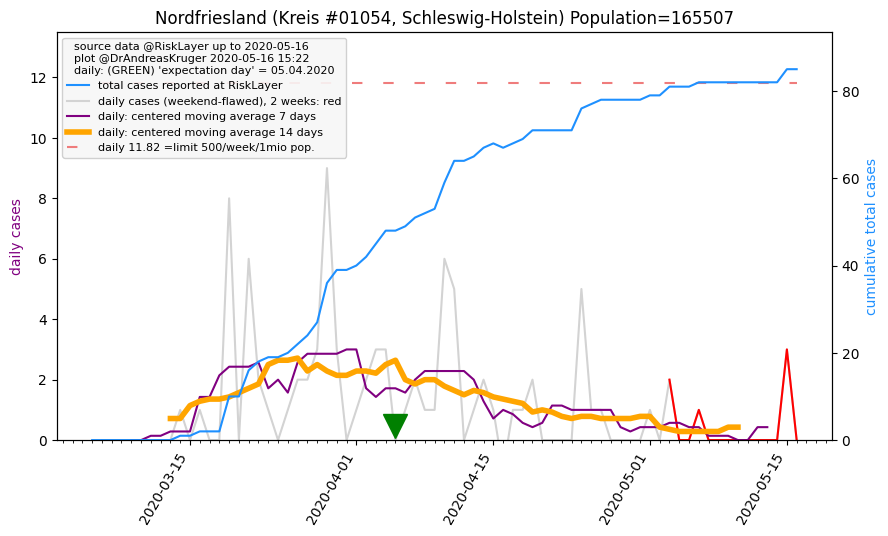 Nordfriesland (Kreis #01054, Schleswig-Holstein) Population=165507
source data @RiskLayer up to 2020-05-16
plot @DrAndreasKruger 2020-05-16 15:22
daily: (GREEN) 'expectation day' = 05.04.2020
total cases reported at RiskLayer
daily cases (weekend-flawed), 2 weeks: red
daily: centered moving average 7 days
daily: centered moving average 14 days
daily 11.82 =limit 500/week/1mio pop.
daily cases
12
10
8
6
4
2
0
cumulative total cases
80
60
40
20
0
2020-03-15
2020-04-01
2020-04-15
2020-05-01
2020-05-15